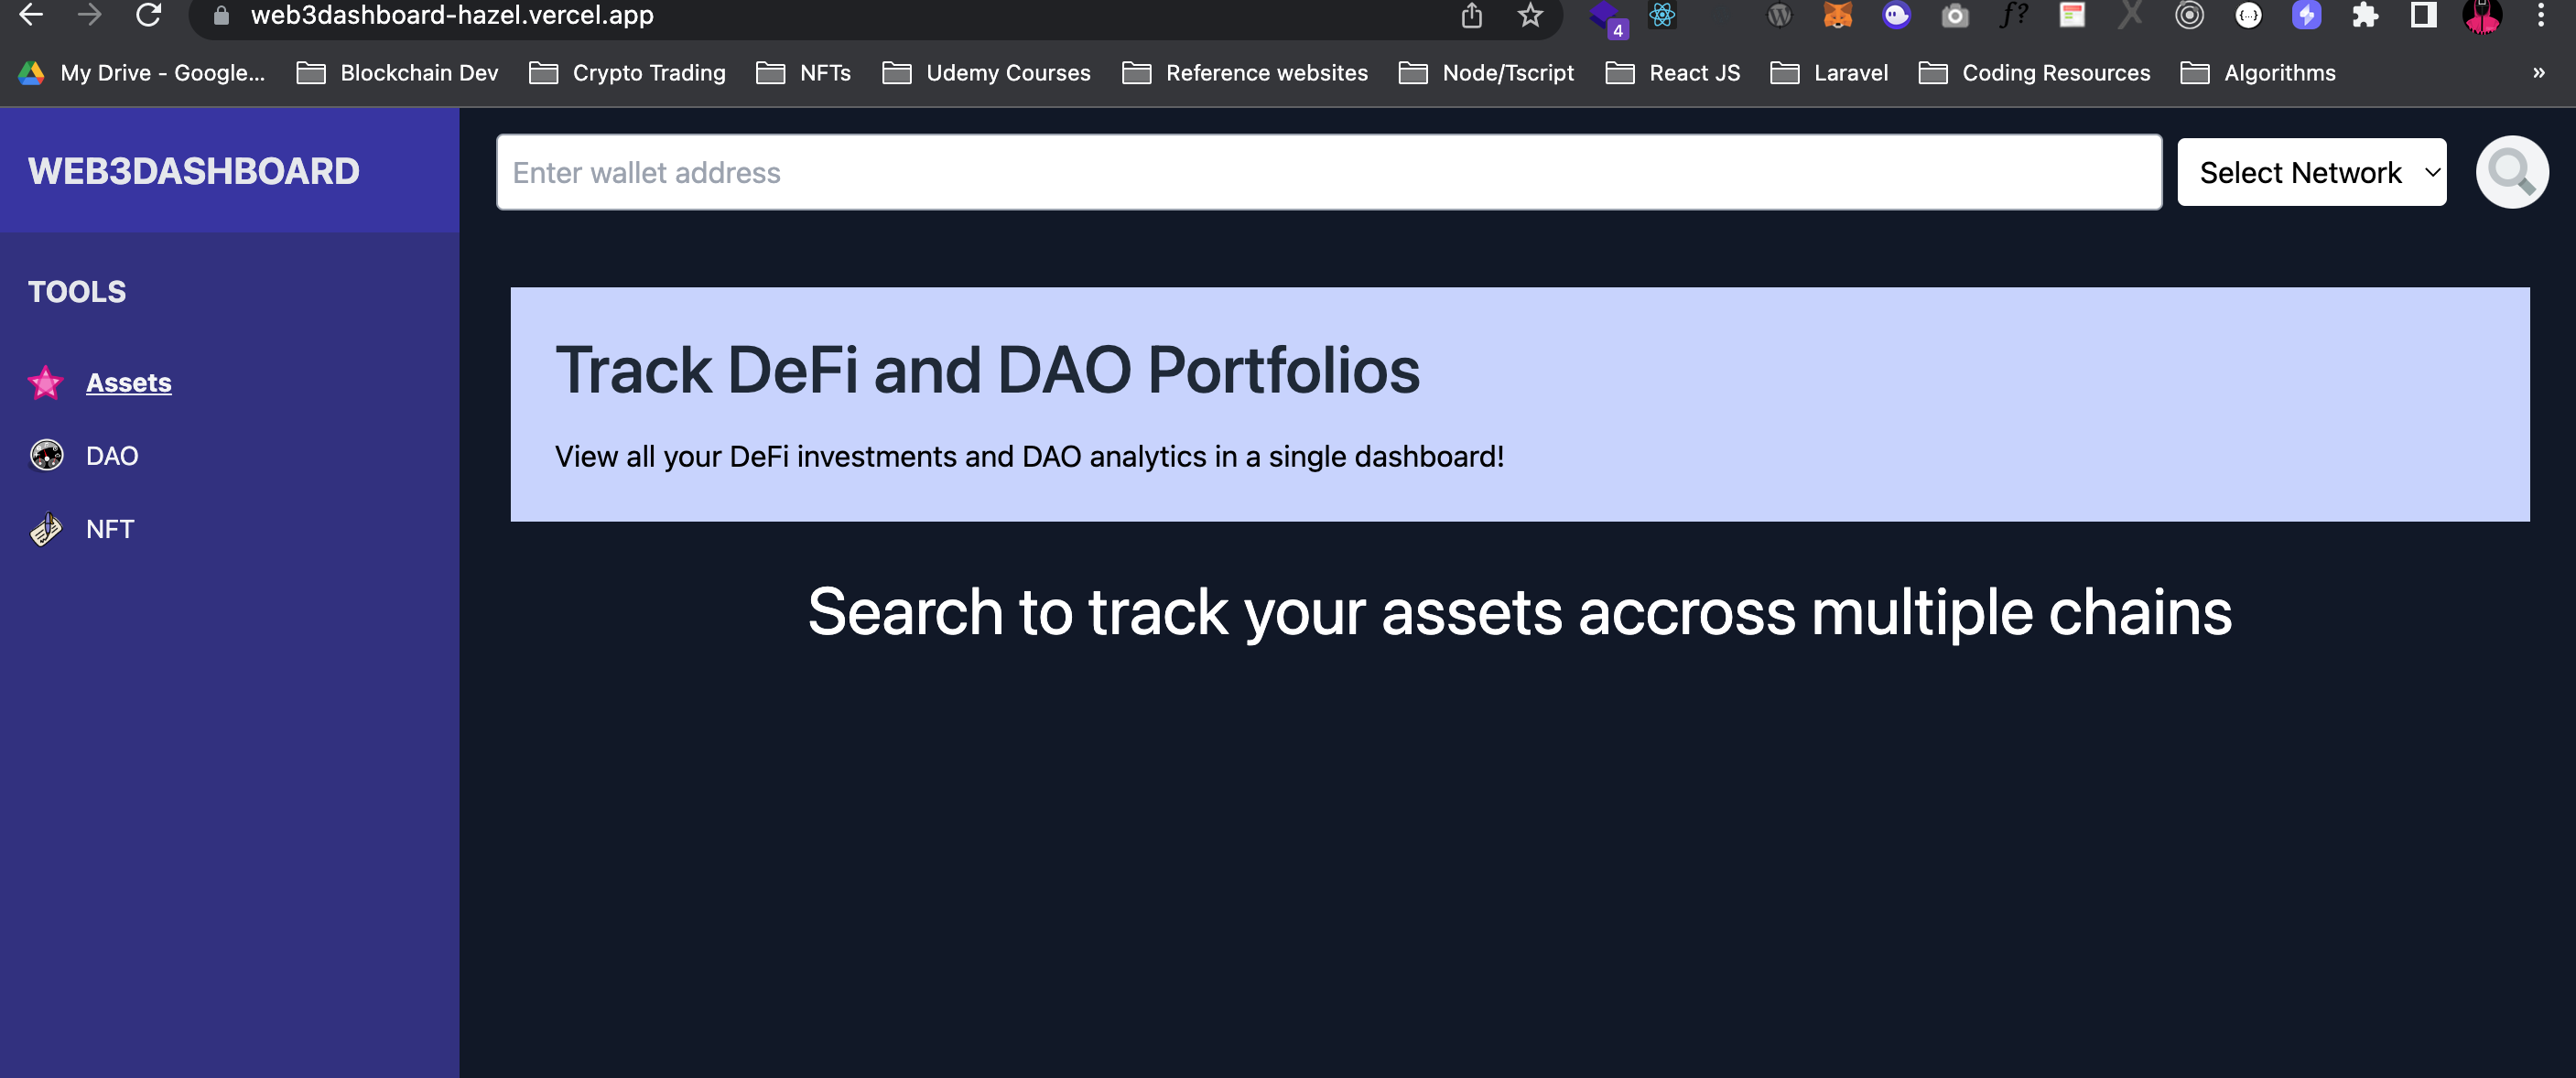 web3dashboard-hazel.vercel.app
4
f?
My Drive - Google...
Blockchain Dev
Crypto Trading
NFTs
Udemy Courses
Reference websites
Node/Tscript
React JS
Laravel
Coding Resources
Algorithms
»
WEB3DASHBOARD
Enter wallet address
Select Network
TOOLS
Assets
DAO
NFT
Track DeFi and DAO Portfolios
View all your DeFi investments and DAO analytics in a single dashboard!
Search to track your assets accross multiple chains